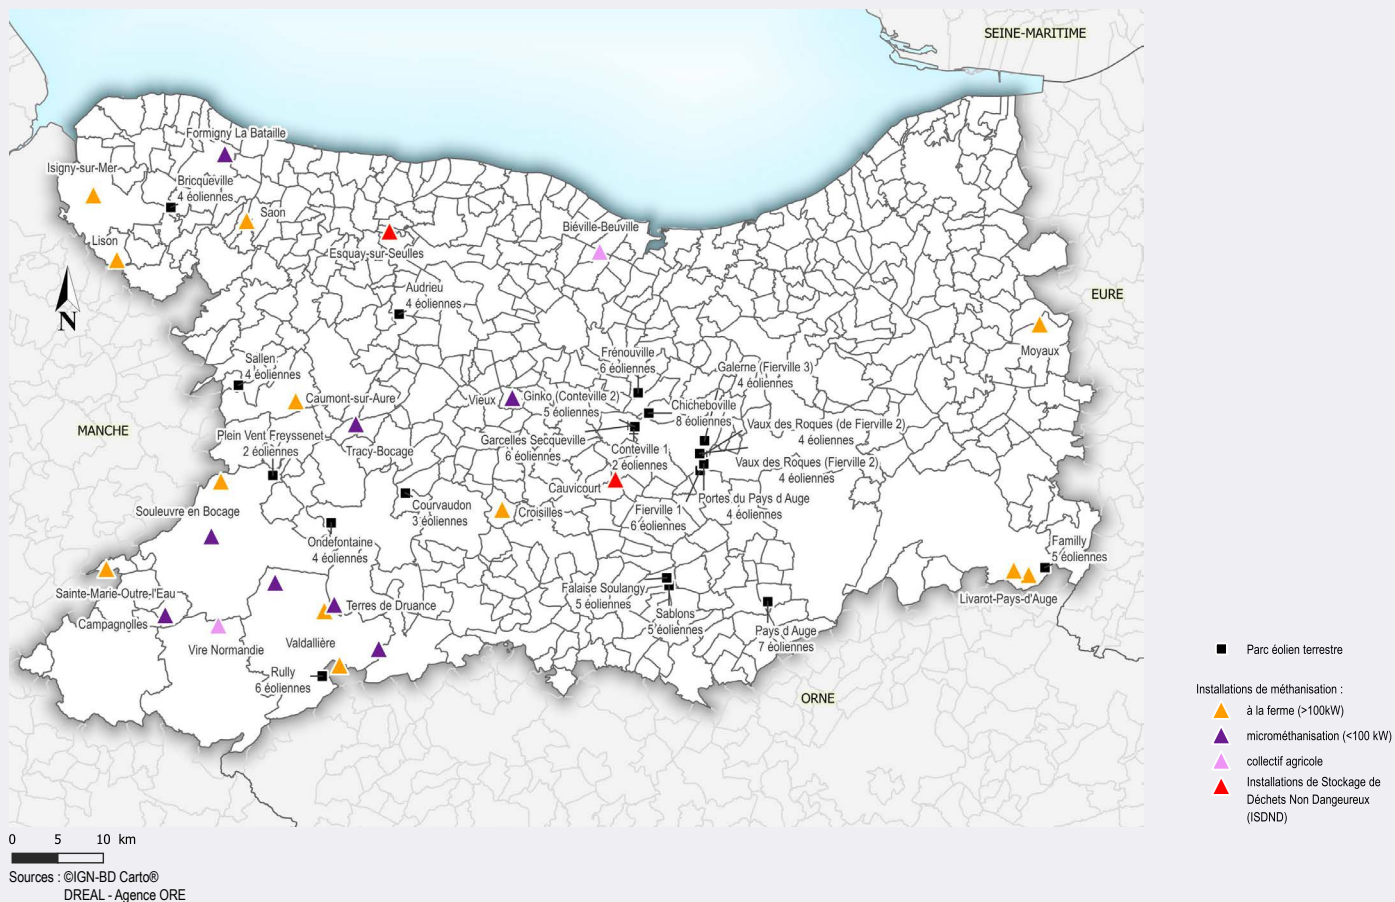 SEINE-MARITIME
Formigny La Bataille
Isigny-sur-Mer
Bricqueville
4 éoliennes
Saon
Lison
Esquay-sur-Seulles
Biéville-Beuville
Audrieu
4 éoliennes
N
EURE
Moyaux
Sallen
4 éoliennes
Caumont-sur-Aure
Frénouville
6 éoliennes
Galerne (Fierville 3)
4 éoliennes
Vieux
Ginko (Conteville 2)
5 éoliennes
Chicheboville
8 éoliennes
MANCHE
Plein Vent Freyssenet
2 éoliennes
Tracy-Bocage
Garcelles Secqueville
6 éoliennes
Conteville 1
2 éoliennes
Vaux des Roques (de Fierville 2)
4 éoliennes
Vaux des Roques (Fierville 2)
4 éoliennes
Cauvicourt
Portes du Pays d Auge
4 éoliennes
Fierville 1
6 éoliennes
Souleuvre en Bocage
Courvaudon
3 éoliennes
Croisilles
Ondefontaine
4 éoliennes
Familly
5 éoliennes
Sainte-Marie-Outre-l'Eau
Falaise Soulangy
5 éoliennes
Sablons
5 éoliennes
Livarot-Pays-d'Auge
Campagnolles
Terres de Druance
Pays d Auge
7 éoliennes
Vire Normandie
Valdallière
Rully
6 éoliennes
ORNE
Parc éolien terrestre
Installations de méthanisation :
à la ferme (>100kW)
microméthanisation (<100 kW)
collectif agricole
Installations de Stockage de
Déchets Non Dangeureux
(ISDND)
0 5 10 km
Sources : ©IGN-BD Carto®
DREAL - Agence ORE